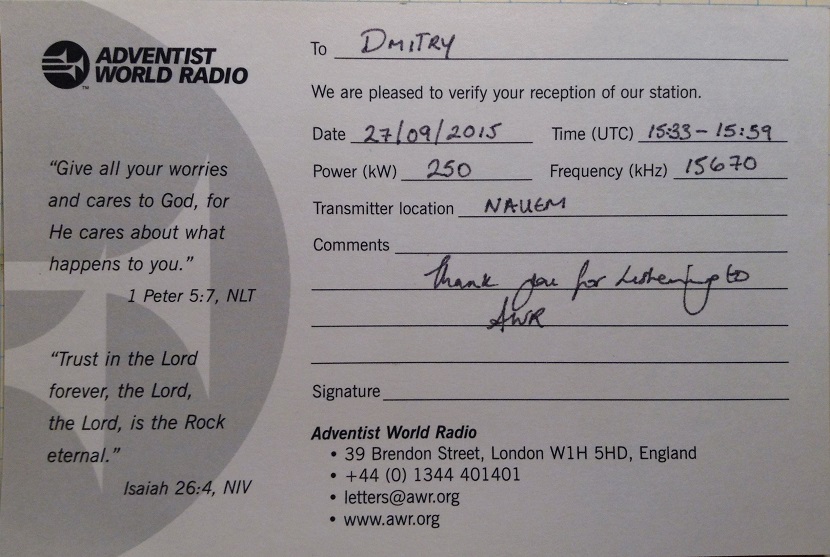 ADVENTIST
WORLD RADIO™
"Give all your worries
and cares to God, for
He cares about what
happens to you."
1 Peter 5:7, NLT
"Trust in the Lord
forever, the Lord,
the Lord, is the Rock
eternal."
Isaiah 26:4, NIV
To DMITRY
We are pleased to verify your reception of our station.
Date 27/09/2015 Time (UTC) 15:33 - 15:59
Power (kW) 250 Frequency (kHz) 15670
Transmitter location NAUEM
Comments
Thank you for listening to
AWR
Signature
Adventist World Radio
• 39 Brendon Street, London W1H 5HD, England
• +44 (0) 1344 401401
• letters@awr.org
• www.awr.org